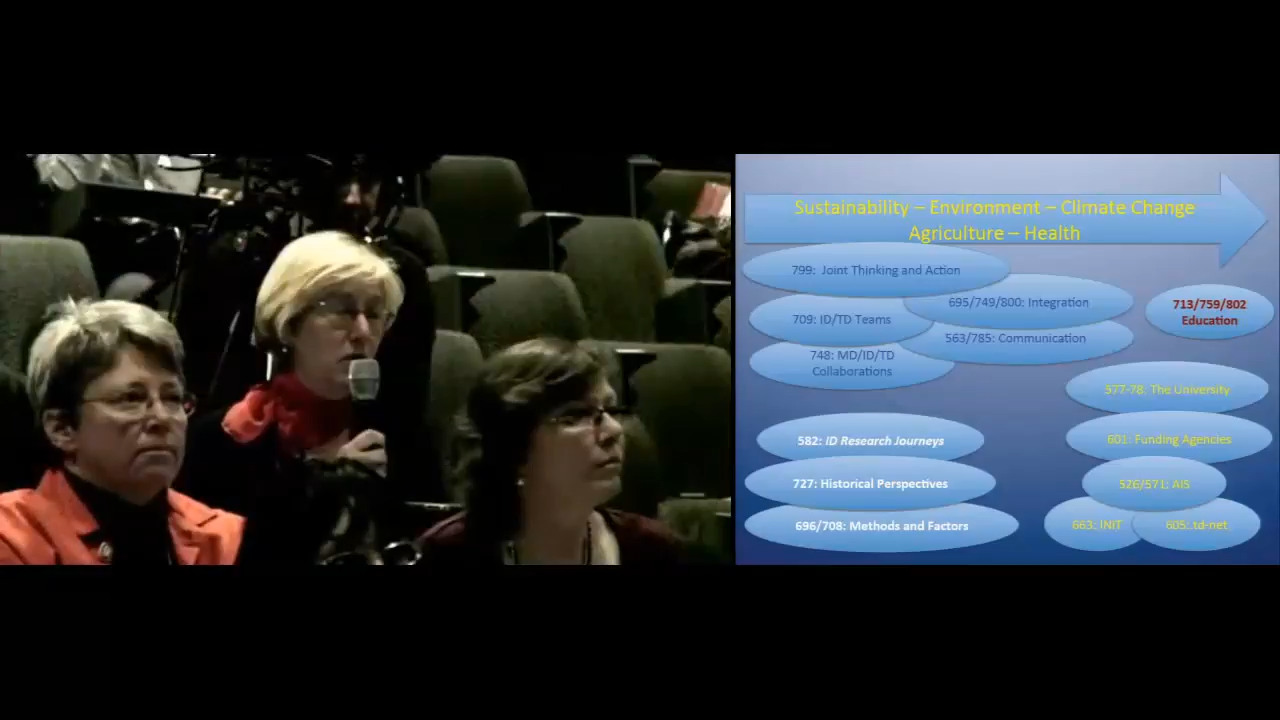 Sustainability – Environment – Climate Change
Agriculture – Health
799: Joint Thinking and Action
695/749/800: Integration
713/759/802
Education
709: ID/TD Teams
563/785: Communication
748: MD/ID/TD
Collaborations
577-78: The University
582: ID Research Journeys
601: Funding Agencies
727: Historical Perspectives
526/571; AIS
696/708: Methods and Factors
663; INIT
605:.td-net